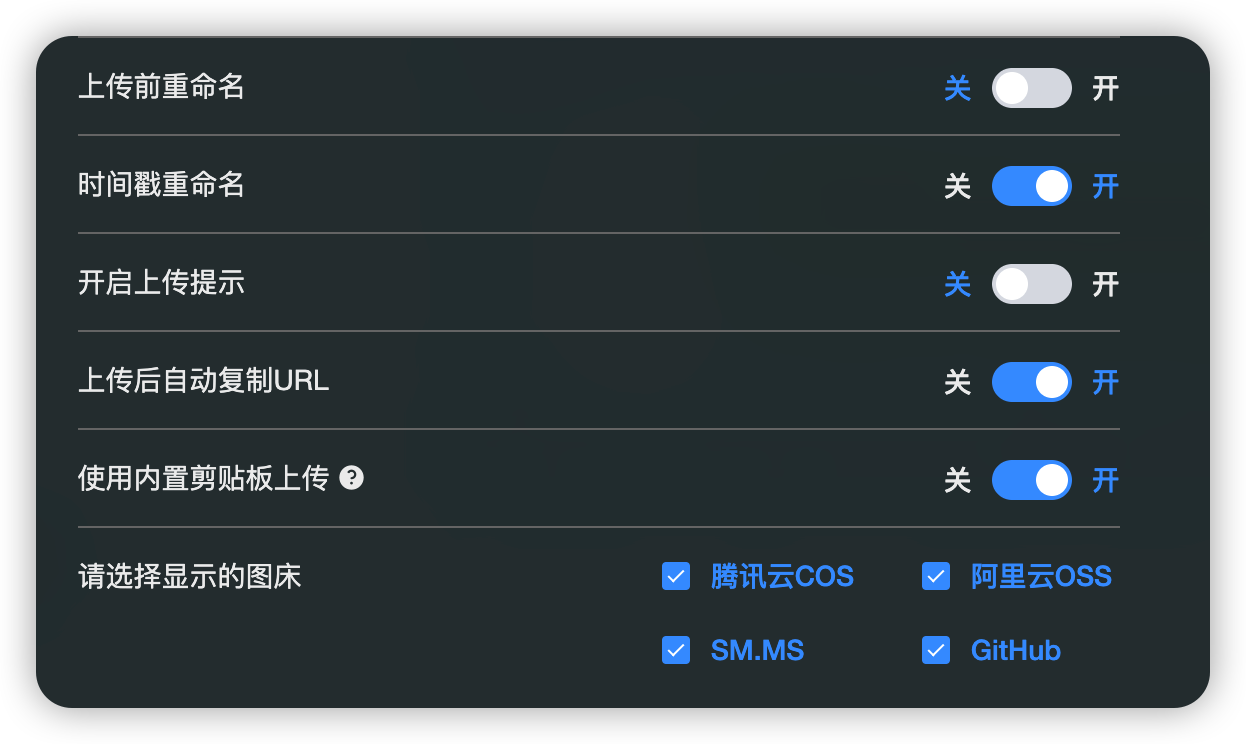 上传前重命名 关 开
时间戳重命名 关 开
开启上传提示 关 开
上传后自动复制URL 关 开
使用内置剪贴板上传 ? 关 开
请选择显示的图床 腾讯云COS 阿里云OSS
SM.MS GitHub